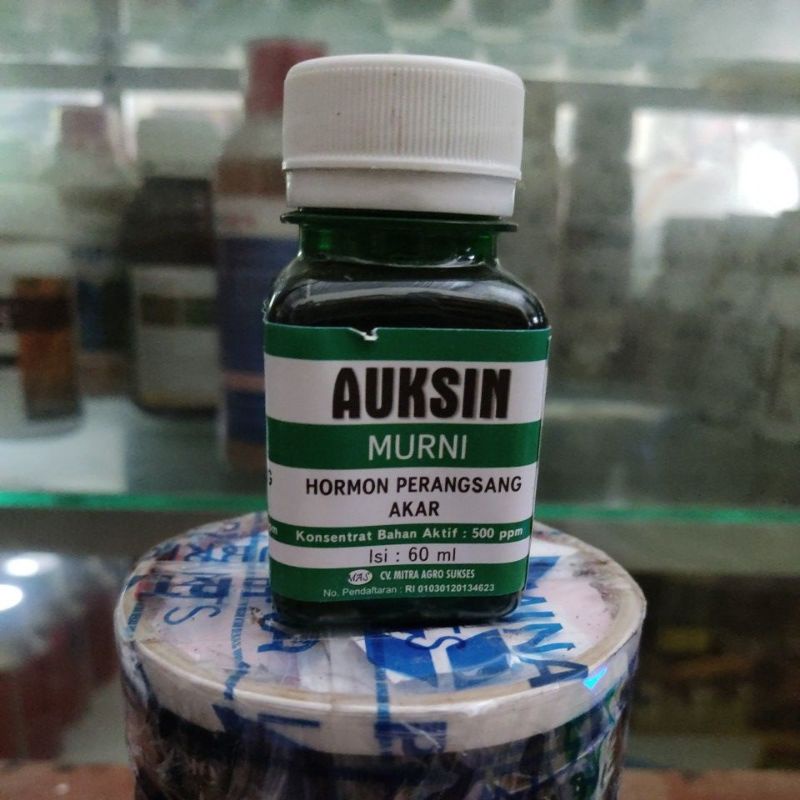 AUKSIN
MURNI
HORMON PERANGSANG
AKAR
Konsentrat Bahan Aktif : 500 ppm
Isi : 60 ml
MAS CV. MITRA AGRO SUKSES
No. Pendaftaran : RI 01030120134623